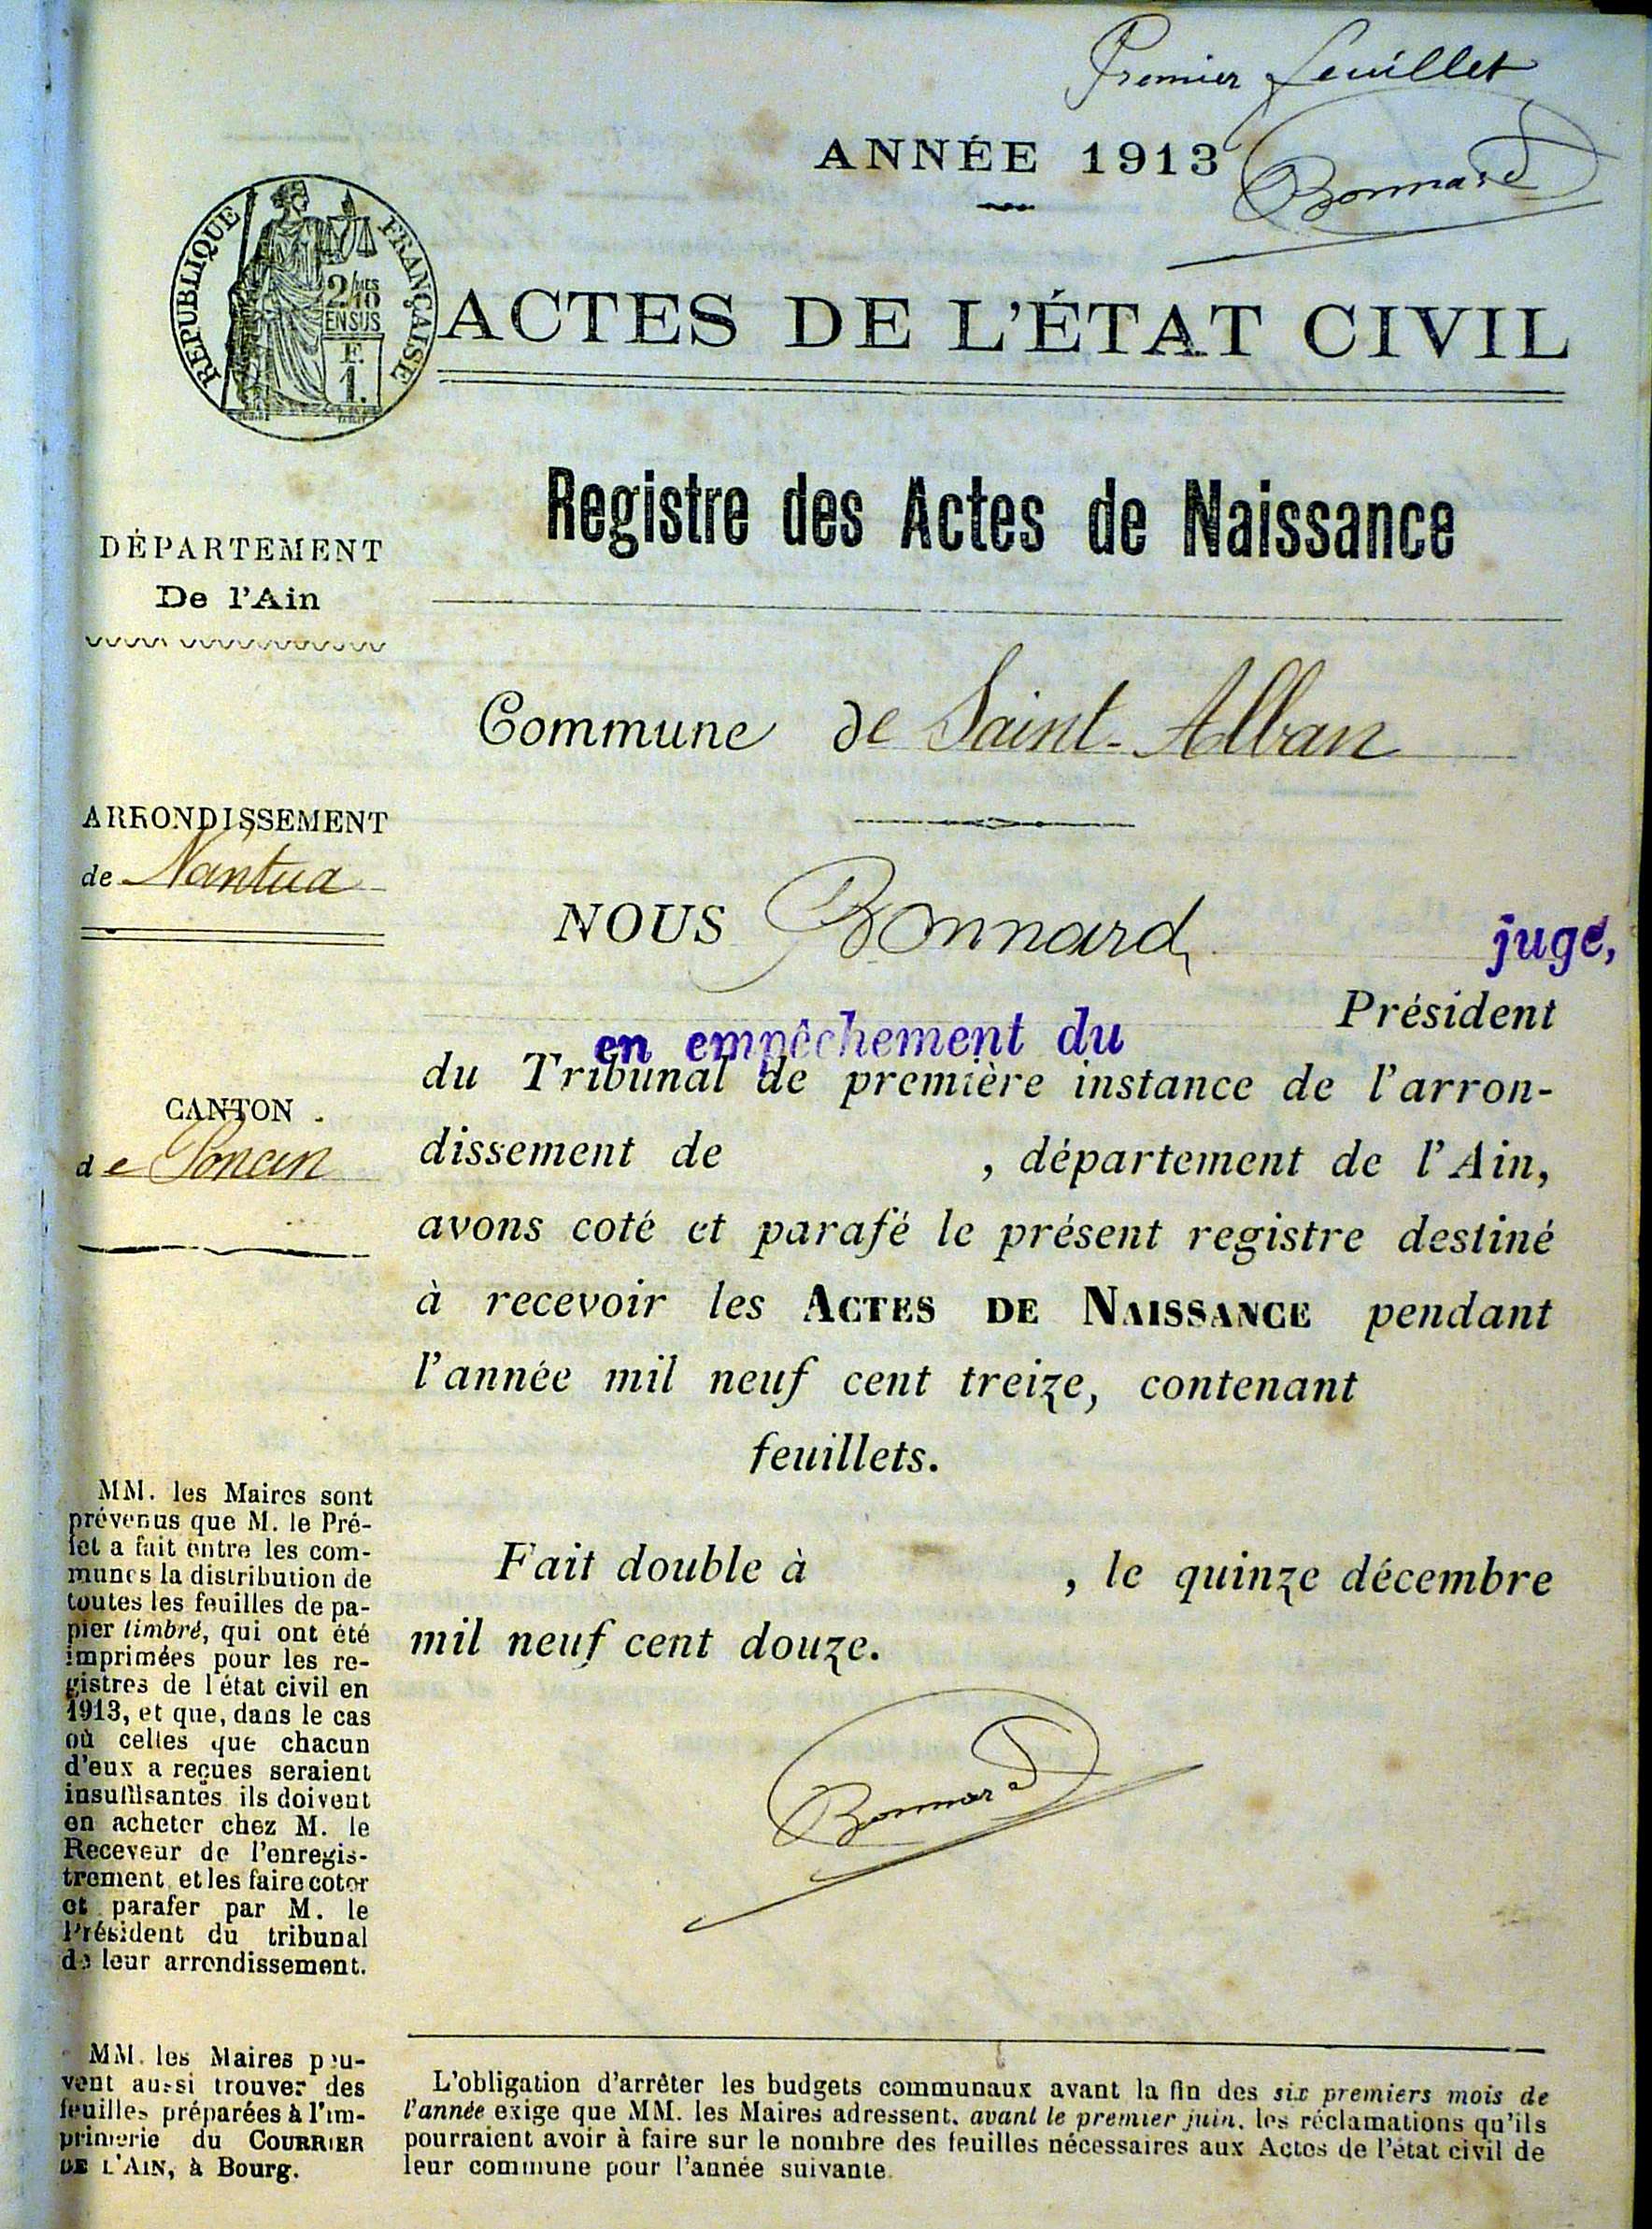 Premier feuillet
ANNÉE 1913
Bonnard
RÉPUBLIQUE FRANÇAISE
2/10MES
EN SUS
F.
1.
ACTES DE L'ÉTAT CIVIL
Registre des Actes de Naissance
DÉPARTEMENT
De l'Ain
Commune de Saint-Alban
ARRONDISSEMENT
de Nantua
NOUS Bonnard, juge,
Président
en empêchement du
du Tribunal de première instance de l'arron-
CANTON
de Poncin
dissement de , département de l'Ain,
avons coté et parafé le présent registre destiné
à recevoir les ACTES DE NAISSANCE pendant
l'année mil neuf cent treize, contenant
feuillets.
Fait double à , le quinze décembre
mil neuf cent douze.
Bonnard
MM. les Maires sont
prévenus que M. le Pré-
fet a fait entre les com-
munes la distribution de
toutes les feuilles de pa-
pier timbré, qui ont été
imprimées pour les re-
gistres de l'état civil en
1913, et que, dans le cas
où celles que chacun
d'eux a reçues seraient
insuffisantes ils doivent
en acheter chez M. le
Receveur de l'enregis-
trement et les faire coter
et parafer par M. le
Président du tribunal
de leur arrondissement.
MM. les Maires peu-
vent aussi trouver des
feuilles préparées à l'im-
primerie du COURRIER
DE L'AIN, à Bourg.
L'obligation d'arrêter les budgets communaux avant la fin des six premiers mois de
l'année exige que MM. les Maires adressent, avant le premier juin, les réclamations qu'ils
pourraient avoir à faire sur le nombre des feuilles nécessaires aux Actes de l'état civil de
leur commune pour l'année suivante.